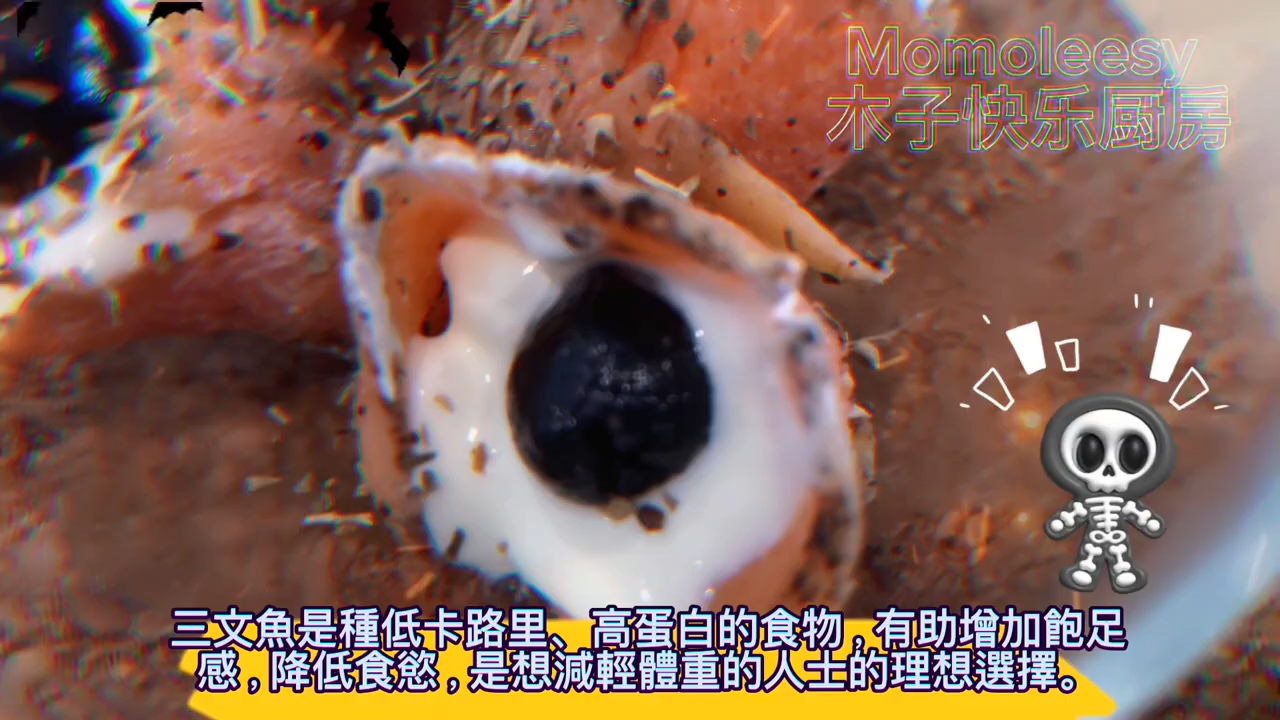 Momoleesy
木子快乐厨房
三文魚是種低卡路里、高蛋白的食物,有助增加飽足
感,降低食慾,是想減輕體重的人士的理想選擇。